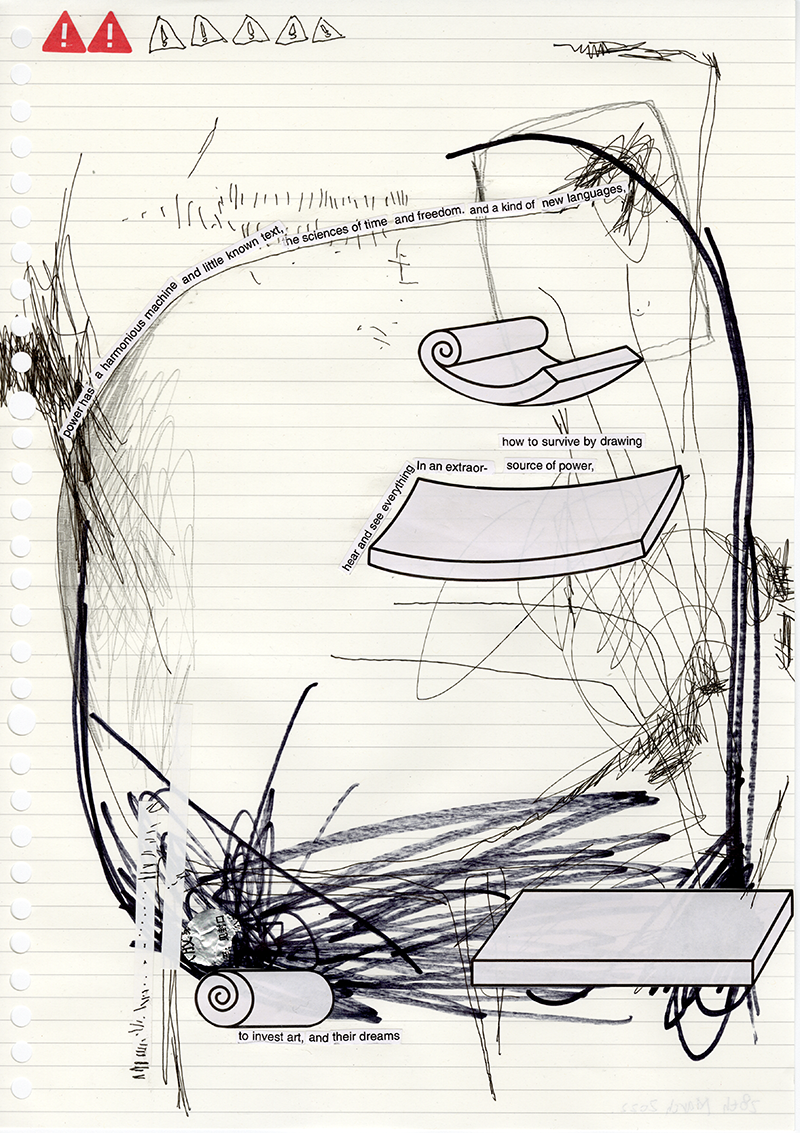 power has a harmonious machine and little known text, he sciences of time and freedom. and a kind of new languages,
how to survive by drawing
hear and see everything In an extraor- source of power,
to invest art, and their dreams
28th March 2022